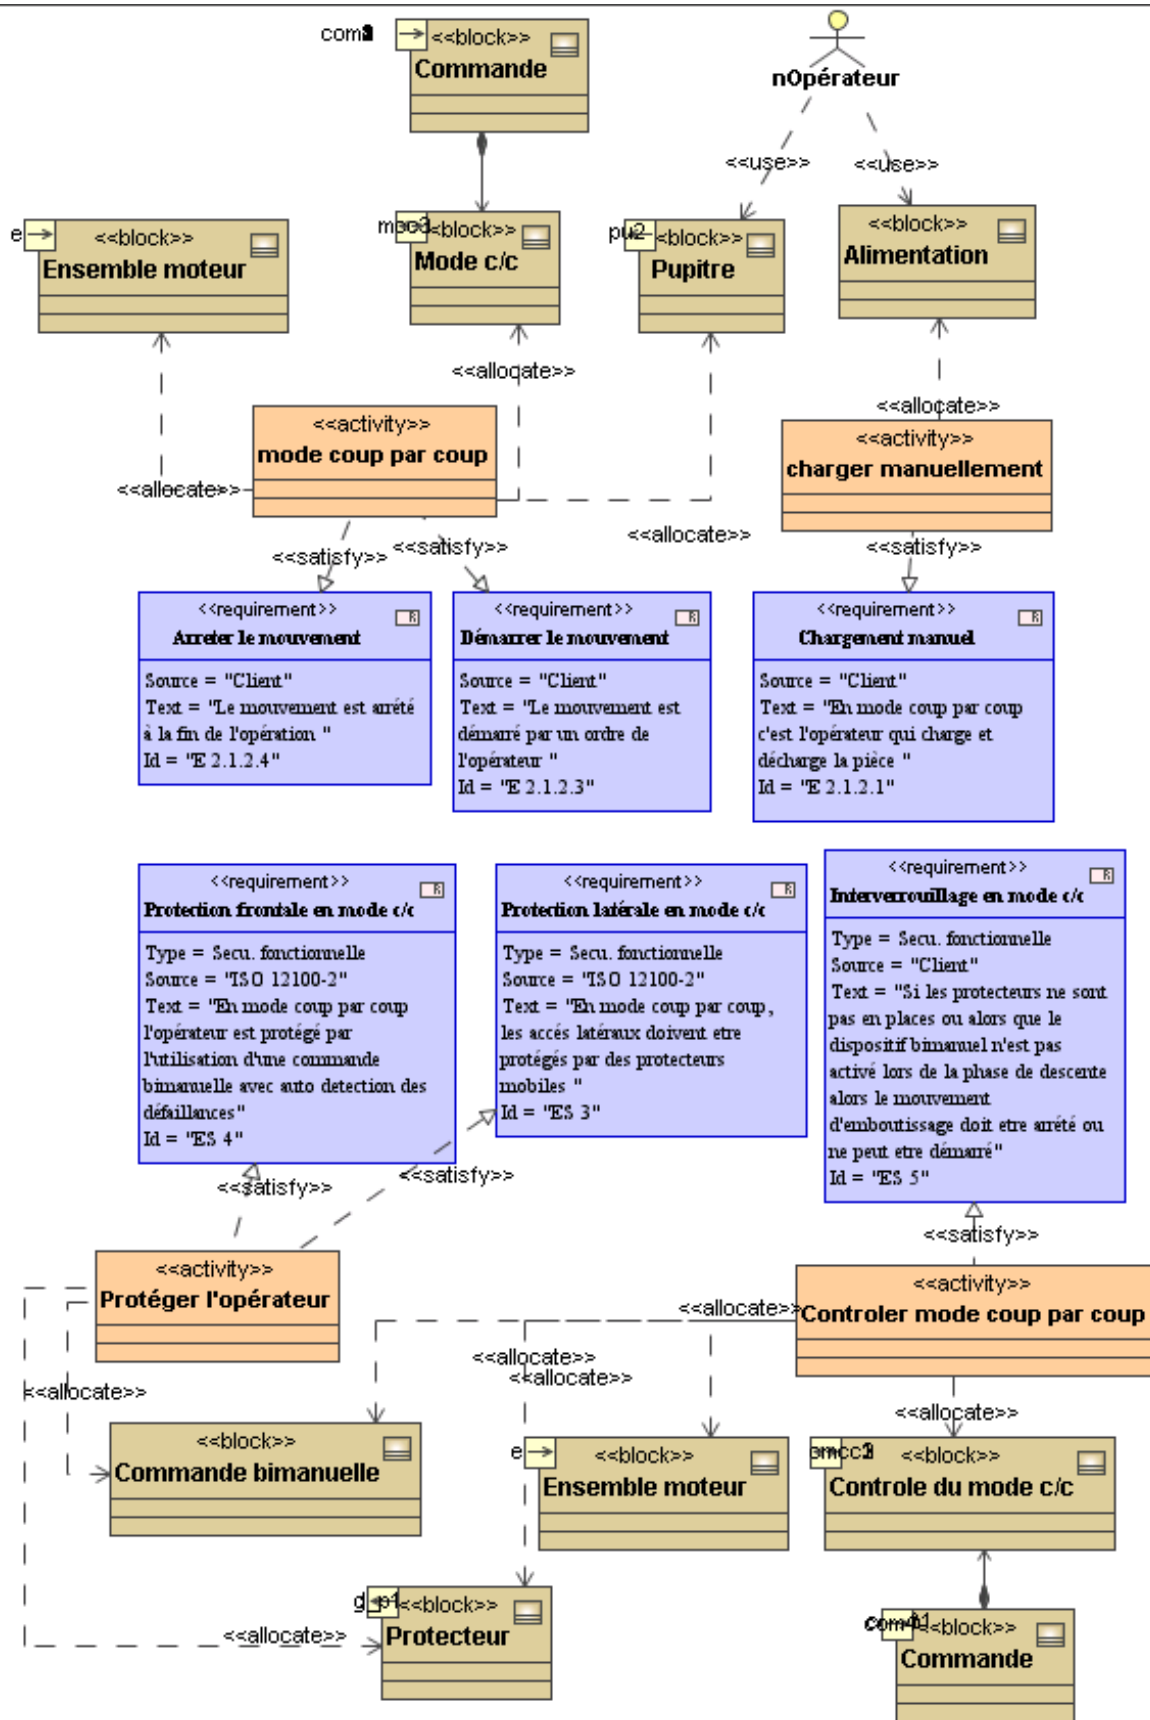 <<block>>
Commande
nOpérateur
<<use>>
<<use>>
e
<<block>>
Ensemble moteur
<<block>>
Mode c/c
pu2
<<block>>
Pupitre
<<block>>
Alimentation
<<allocate>>
<<allocate>>
<<activity>>
mode coup par coup
<<activity>>
charger manuellement
<<allocate>>
<<allocate>>
<<satisfy>>
<<satisfy>>
<<satisfy>>
<<requirement>>
Arreter le mouvement
Source = "Client"
Text = "Le mouvement est arrété
à la fin de l'opération "
Id = "E 2.1.2.4"
<<requirement>>
Démarrer le mouvement
Source = "Client"
Text = "Le mouvement est
démarré par un ordre de
l'opérateur "
Id = "E 2.1.2.3"
<<requirement>>
Chargement manuel
Source = "Client"
Text = "En mode coup par coup
c'est l'opérateur qui charge et
décharge la pièce "
Id = "E 2.1.2.1"
<<requirement>>
Protection frontale en mode c/c
Type = Secu. fonctionnelle
Source = "ISO 12100-2"
Text = "En mode coup par coup
l'opérateur est protégé par
l'utilisation d'une commande
bimanuelle avec auto detection des
défaillances"
Id = "ES 4"
<<requirement>>
Protection latérale en mode c/c
Type = Secu. fonctionnelle
Source = "ISO 12100-2"
Text = "En mode coup par coup,
les accés latéraux doivent etre
protégés par des protecteurs
mobiles "
Id = "ES 3"
<<requirement>>
Interverrouillage en mode c/c
Type = Secu. fonctionnelle
Source = "Client"
Text = "Si les protecteurs ne sont
pas en places ou alors que le
dispositif bimanuel n'est pas
activé lors de la phase de descente
alors le mouvement
d'emboutissage doit etre arrété ou
ne peut etre démarré"
Id = "ES 5"
<<satisfy>>
<<satisfy>>
<<satisfy>>
<<activity>>
Protéger l'opérateur
<<activity>>
Controler mode coup par coup
<<allocate>>
<<allocate>>
<<allocate>>
<<allocate>>
<<allocate>>
<<block>>
Commande bimanuelle
e
<<block>>
Ensemble moteur
<<block>>
Controle du mode c/c
g_p1
<<block>>
Protecteur
<<allocate>>
<<block>>
Commande